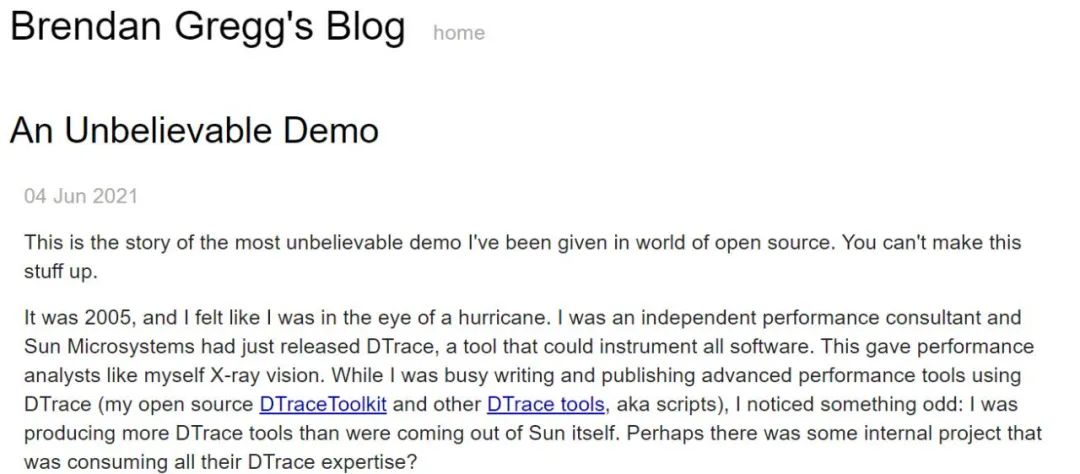 Brendan Gregg's Blog home
An Unbelievable Demo
04 Jun 2021
This is the story of the most unbelievable demo I've been given in world of open source. You can't make this
stuff up.
It was 2005, and I felt like I was in the eye of a hurricane. I was an independent performance consultant and
Sun Microsystems had just released DTrace, a tool that could instrument all software. This gave performance
analysts like myself X-ray vision. While I was busy writing and publishing advanced performance tools using
DTrace (my open source DTraceToolkit and other DTrace tools, aka scripts), I noticed something odd: I was
producing more DTrace tools than were coming out of Sun itself. Perhaps there was some internal project that
was consuming all their DTrace expertise?